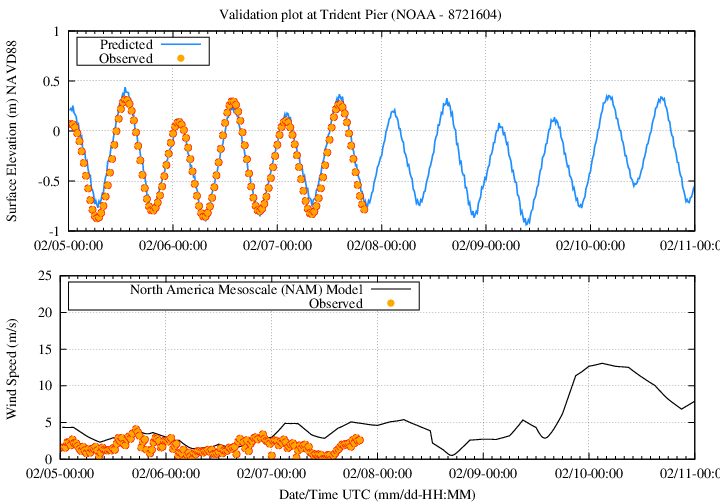 Validation plot at Trident Pier (NOAA - 8721604)
Surface Elevation (m) NAVD88
Predicted
Observed
1
0.5
0
-0.5
-1
02/05-00:00 02/06-00:00 02/07-00:00 02/08-00:00 02/09-00:00 02/10-00:00 02/11-00:00
Wind Speed (m/s)
North America Mesoscale (NAM) Model
Observed
25
20
15
10
5
0
02/05-00:00 02/06-00:00 02/07-00:00 02/08-00:00 02/09-00:00 02/10-00:00 02/11-00:00
Date/Time UTC (mm/dd-HH:MM)